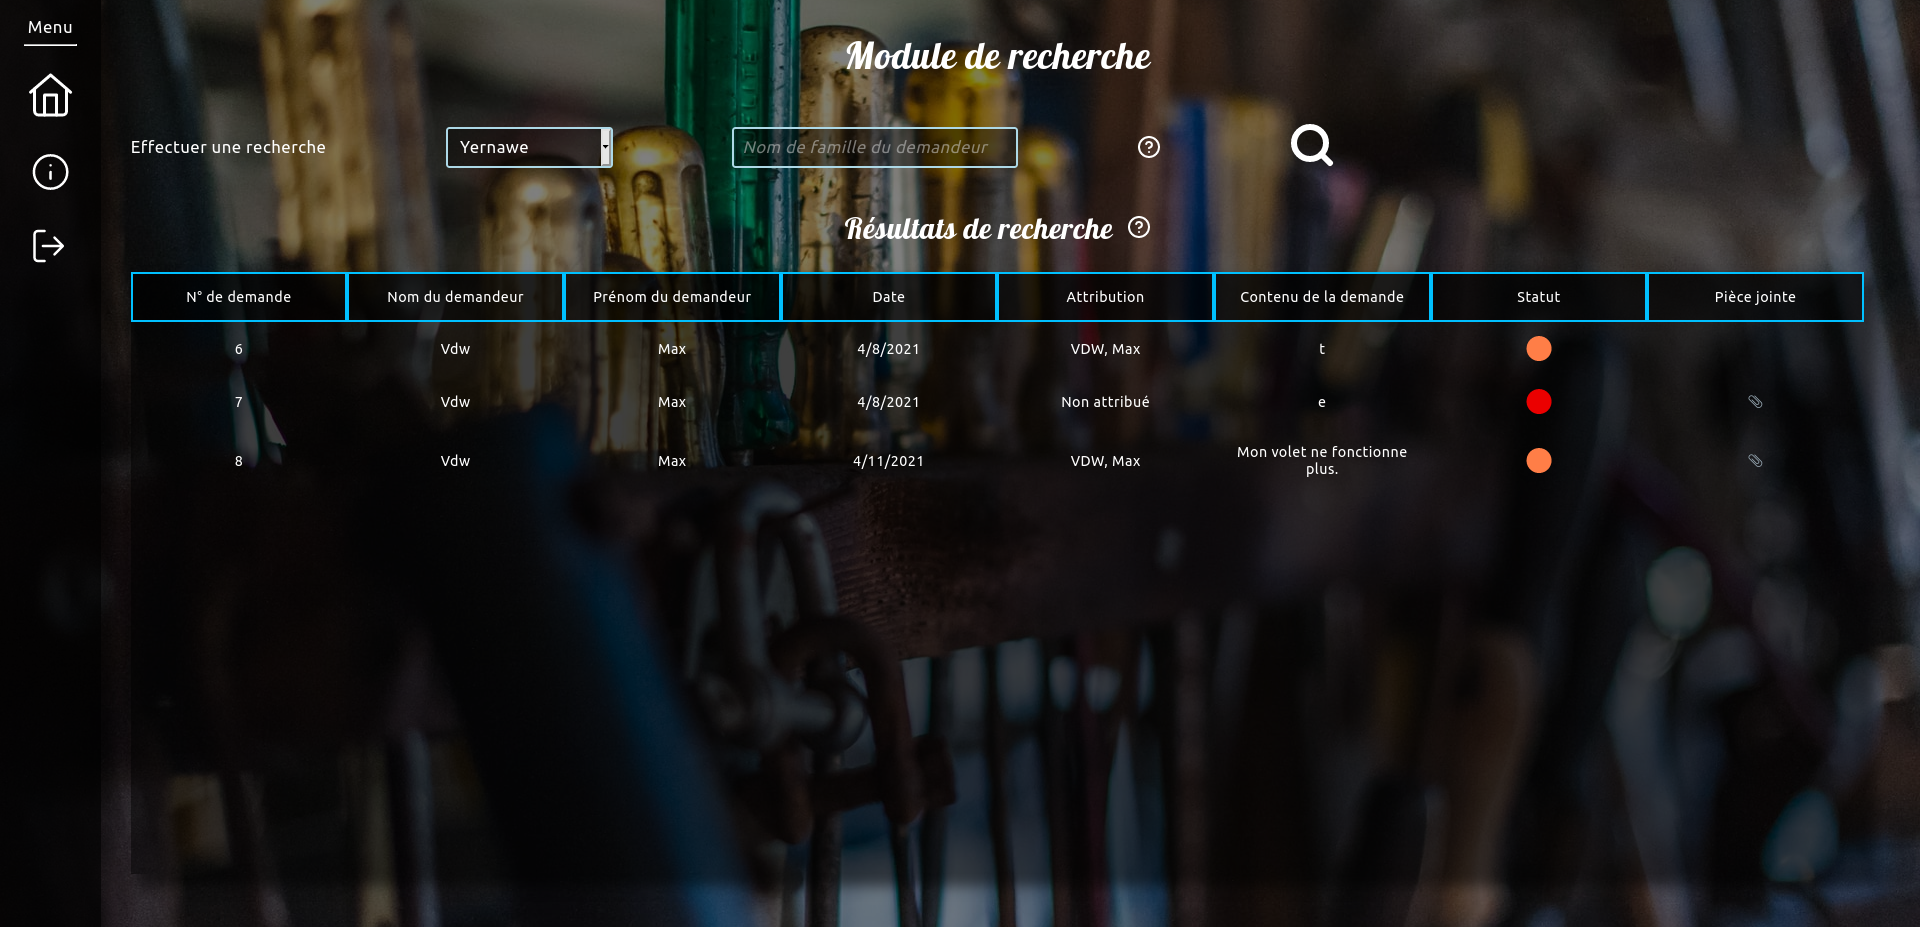 Menu
Module de recherche
Effectuer une recherche
Yernawe
Nom de famille du demandeur
Résultats de recherche
N° de demande Nom du demandeur Prénom du demandeur Date Attribution Contenu de la demande Statut Pièce jointe
6 Vdw Max 4/8/2021 VDW, Max t
7 Vdw Max 4/8/2021 Non attribué e
8 Vdw Max 4/11/2021 VDW, Max Mon volet ne fonctionne
plus.